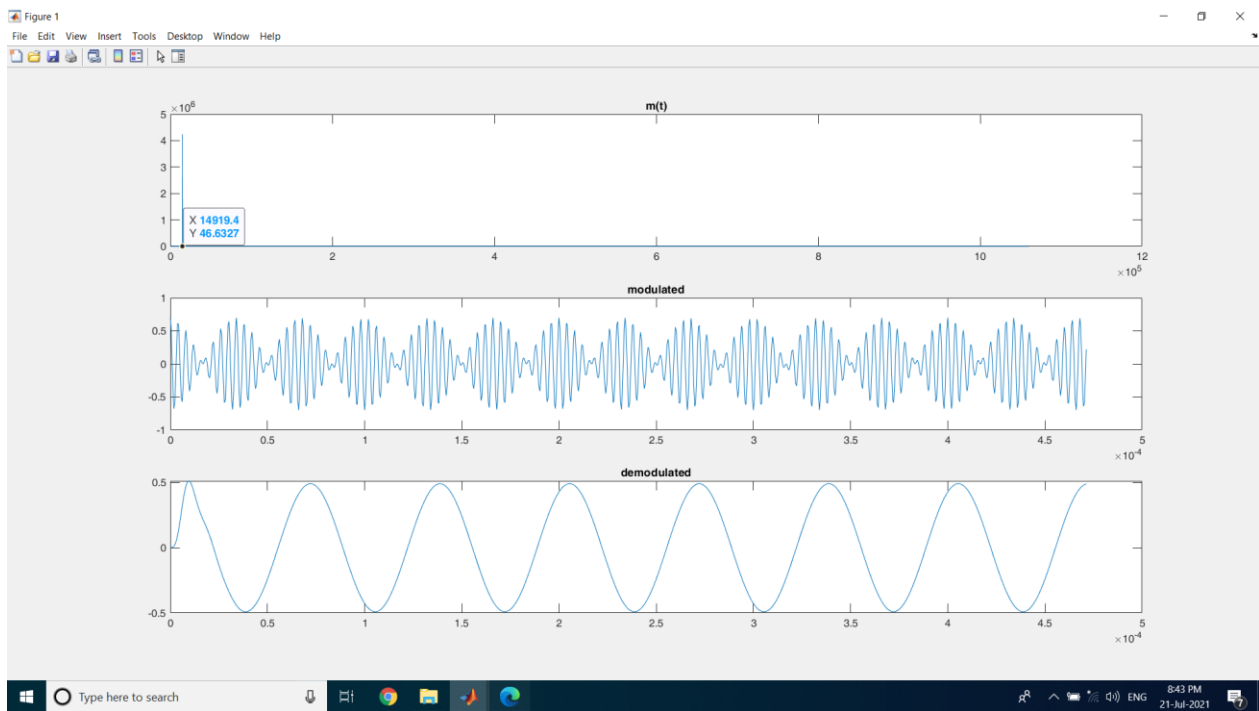 Figure 1
File Edit View Insert Tools Desktop Window Help
m(t)
×10^6
5
4
3
2
1
0
X 14919.4
Y 46.6327
0 2 4 6 8 10 12
×10^5
modulated
1
0.5
0
-0.5
-1
0 0.5 1 1.5 2 2.5 3 3.5 4 4.5 5
×10^-4
demodulated
0.5
0
-0.5
0 0.5 1 1.5 2 2.5 3 3.5 4 4.5 5
×10^-4
Type here to search
ENG
8:43 PM
21-Jul-2021
7